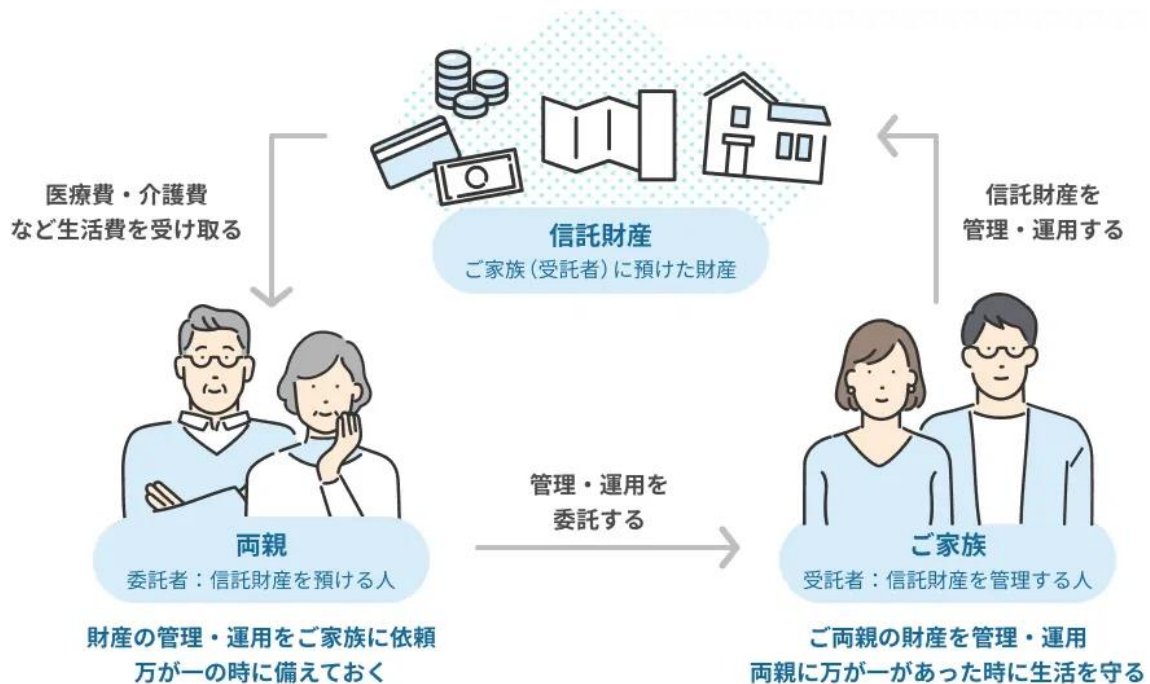 医療費・介護費
など生活費を受け取る
信託財産
ご家族（受託者）に預けた財産
信託財産を
管理・運用する
管理・運用を
委託する
両親
委託者：信託財産を預ける人
財産の管理・運用をご家族に依頼
万が一の時に備えておく
ご家族
受託者：信託財産を管理する人
ご両親の財産を管理・運用
両親に万が一があった時に生活を守る